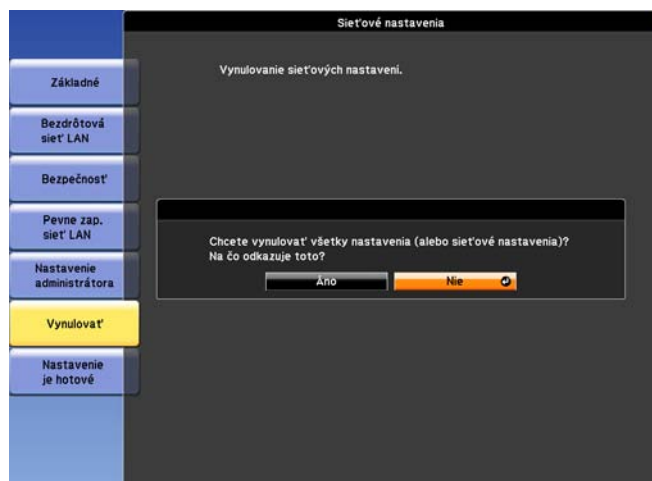 Sieťové nastavenia
Vynulovanie sieťových nastavení.
Základné
Bezdrôtová
sieť LAN
Bezpečnosť
Pevne zap.
sieť LAN
Nastavenie
administrátora
Vynulovať
Nastavenie
je hotové
Chcete vynulovať všetky nastavenia (alebo sieťové nastavenia)?
Na čo odkazuje toto?
Áno
Nie